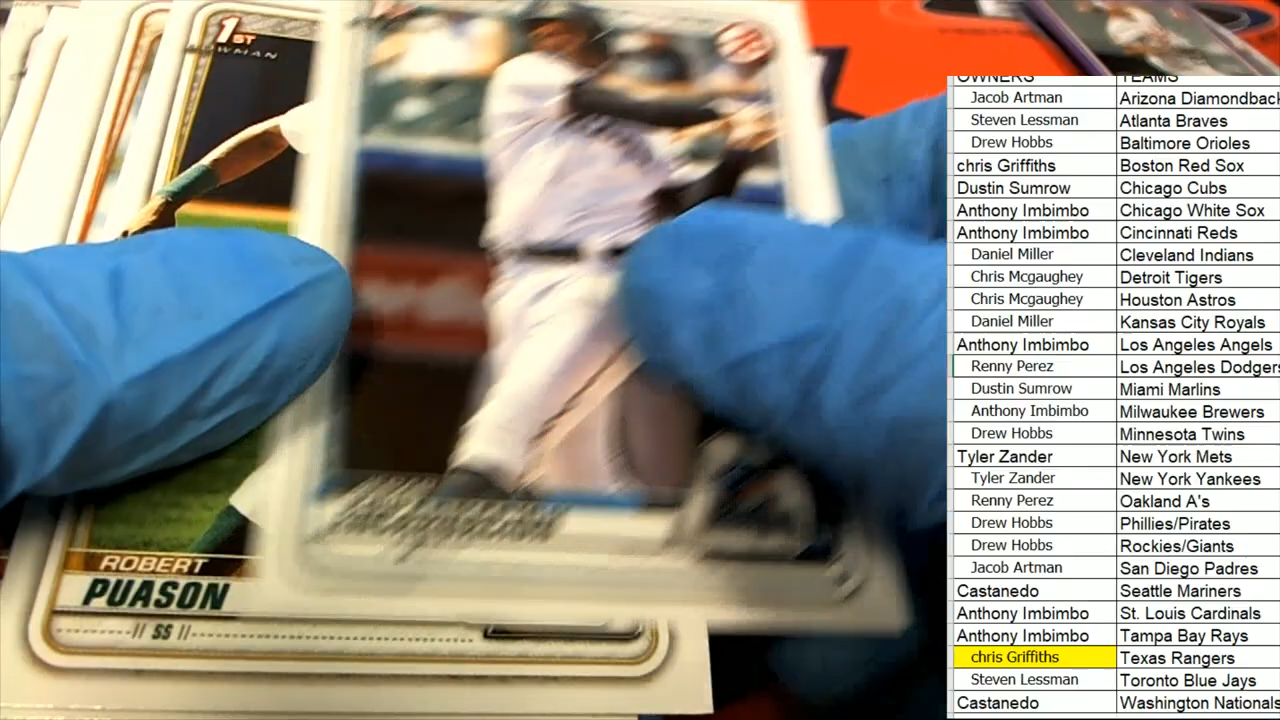 1ST
BOWMAN
ROBERT
PUASON
SS
OWNERS TEAMS
Jacob Artman Arizona Diamondback
Steven Lessman Atlanta Braves
Drew Hobbs Baltimore Orioles
chris Griffiths Boston Red Sox
Dustin Sumrow Chicago Cubs
Anthony Imbimbo Chicago White Sox
Anthony Imbimbo Cincinnati Reds
Daniel Miller Cleveland Indians
Chris Mcgaughey Detroit Tigers
Chris Mcgaughey Houston Astros
Daniel Miller Kansas City Royals
Anthony Imbimbo Los Angeles Angels
Renny Perez Los Angeles Dodgers
Dustin Sumrow Miami Marlins
Anthony Imbimbo Milwaukee Brewers
Drew Hobbs Minnesota Twins
Tyler Zander New York Mets
Tyler Zander New York Yankees
Renny Perez Oakland A's
Drew Hobbs Phillies/Pirates
Drew Hobbs Rockies/Giants
Jacob Artman San Diego Padres
Castanedo Seattle Mariners
Anthony Imbimbo St. Louis Cardinals
Anthony Imbimbo Tampa Bay Rays
chris Griffiths Texas Rangers
Steven Lessman Toronto Blue Jays
Castanedo Washington Nationals